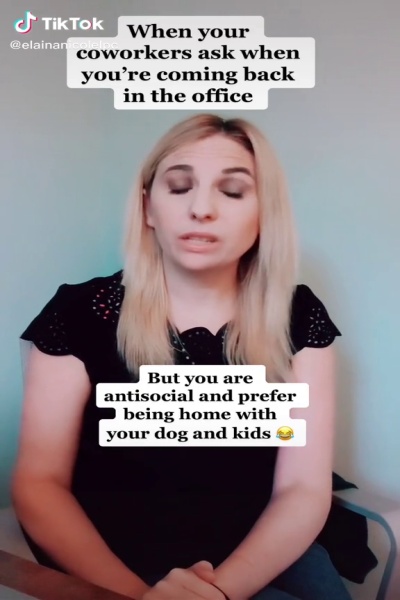 TikTok
When your
coworkers ask when
you’re coming back
in the office
But you are
antisocial and prefer
being home with
your dog and kids 😂